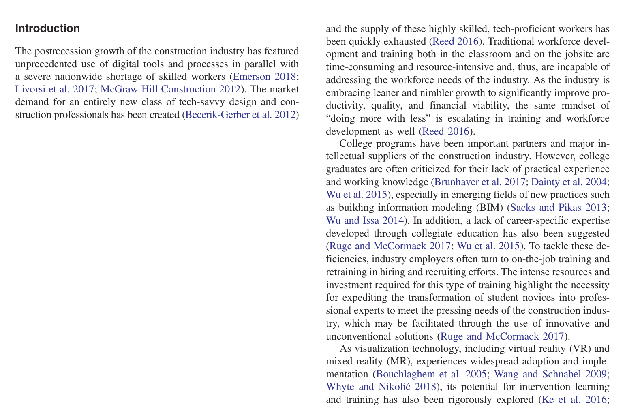 Introduction
The postrecession growth of the construction industry has featured
unprecedented use of digital tools and processes in parallel with
a severe nationwide shortage of skilled workers (Emerson 2018;
Livorsi et al. 2017; McGraw Hill Construction 2012). The market
demand for an entirely new class of tech-savvy design and con-
struction professionals has been created (Becerik-Gerber et al. 2012)
and the supply of these highly skilled, tech-proficient workers has
been quickly exhausted (Reed 2016). Traditional workforce devel-
opment and training both in the classroom and on the jobsite are
time-consuming and resource-intensive and, thus, are incapable of
addressing the workforce needs of the industry. As the industry is
embracing leaner and nimbler growth to significantly improve pro-
ductivity, quality, and financial viability, the same mindset of
“doing more with less” is escalating in training and workforce
development as well (Reed 2016).
College programs have been important partners and major in-
tellectual suppliers of the construction industry. However, college
graduates are often criticized for their lack of practical experience
and working knowledge (Brunhaver et al. 2017; Dainty et al. 2004;
Wu et al. 2015), especially in emerging fields of new practices such
as building information modeling (BIM) (Sacks and Pikas 2013;
Wu and Issa 2014). In addition, a lack of career-specific expertise
developed through collegiate education has also been suggested
(Ruge and McCormack 2017; Wu et al. 2015). To tackle these de-
ficiencies, industry employers often turn to on-the-job training and
retraining in hiring and recruiting efforts. The intense resources and
investment required for this type of training highlight the necessity
for expediting the transformation of student novices into profes-
sional experts to meet the pressing needs of the construction indus-
try, which may be facilitated through the use of innovative and
unconventional solutions (Ruge and McCormack 2017).
As visualization technology, including virtual reality (VR) and
mixed reality (MR), experiences widespread adoption and imple-
mentation (Bouchlaghem et al. 2005; Wang and Schnabel 2009;
Whyte and Nikolić 2018), its potential for intervention learning
and training has also been rigorously explored (Ke et al. 2016;